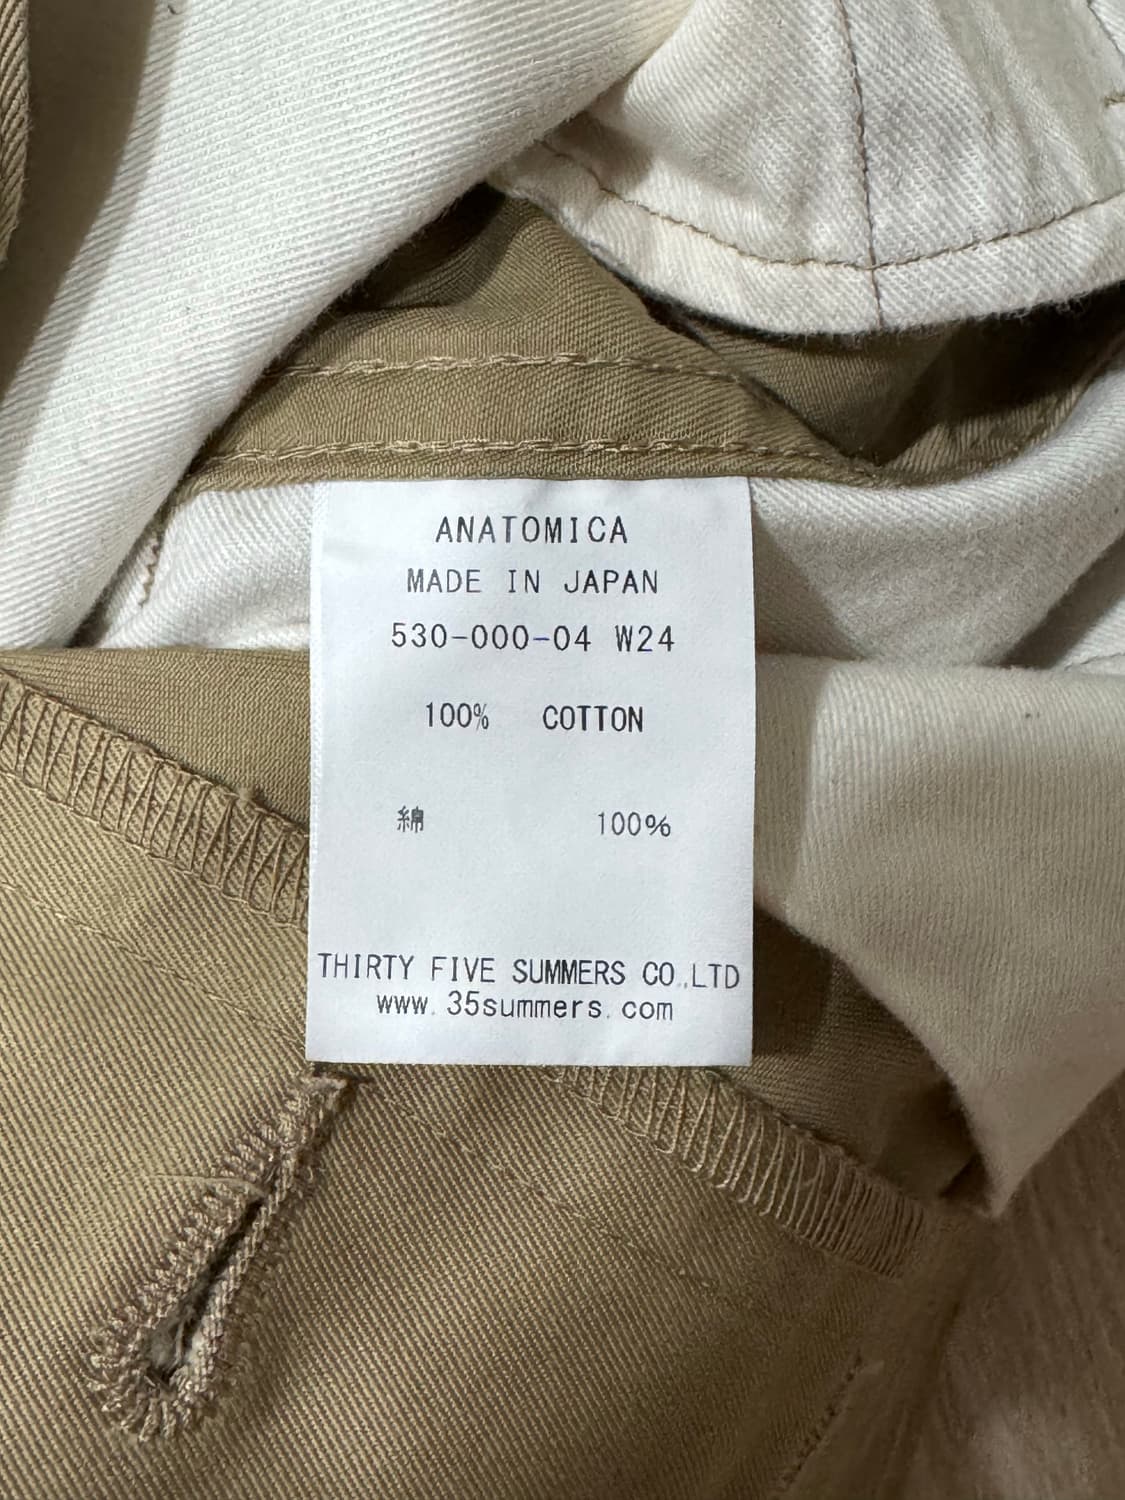 ANATOMICA
MADE IN JAPAN
530-000-04 W24
100% COTTON
綿 100%
THIRTY FIVE SUMMERS CO.,LTD
www.35summers.com